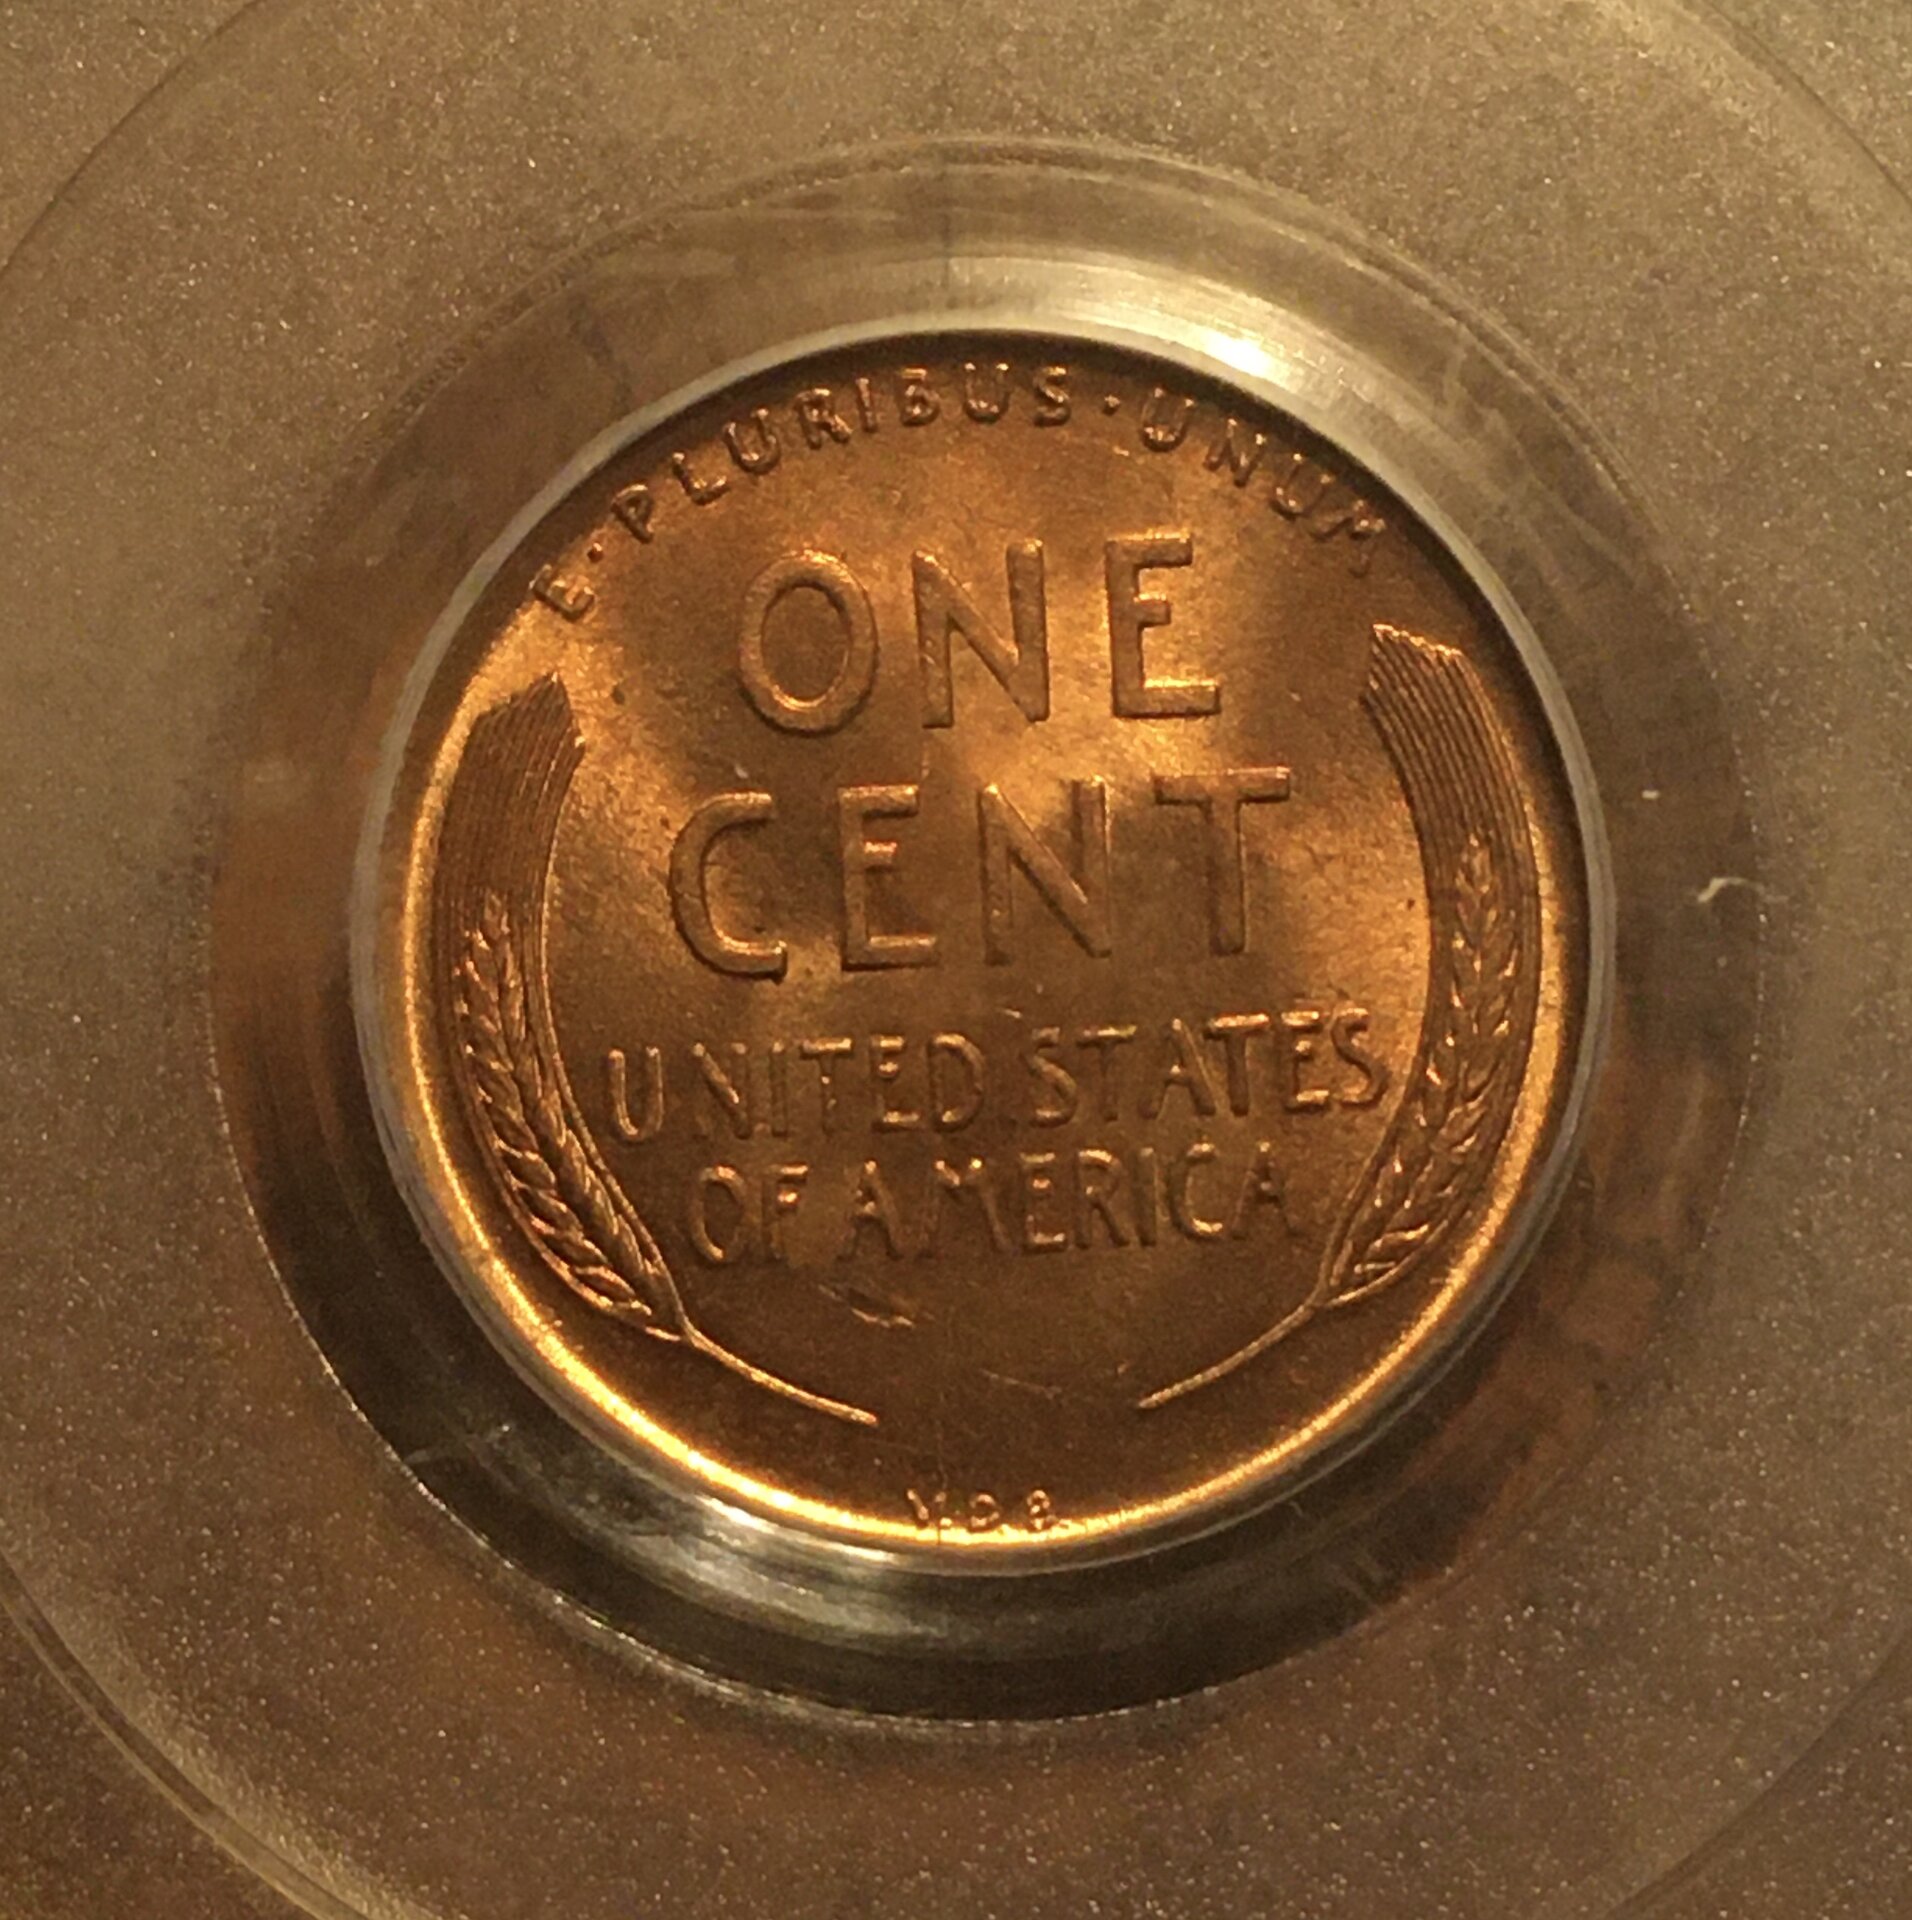 E·PLURIBUS·UNUM
ONE
CENT
UNITED STATES
OF AMERICA
V.D.B.